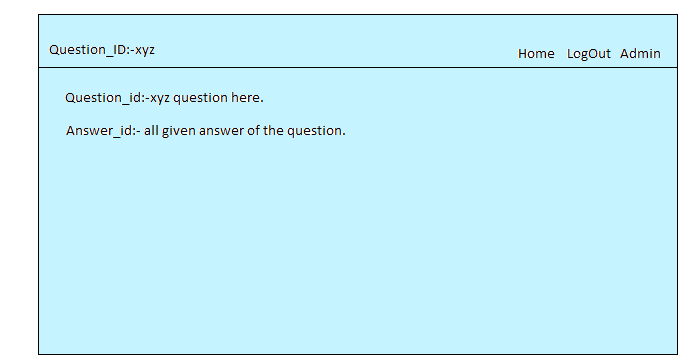 Question_ID:-xyz
Home LogOut Admin
Question_id:-xyz question here.
Answer_id:- all given answer of the question.